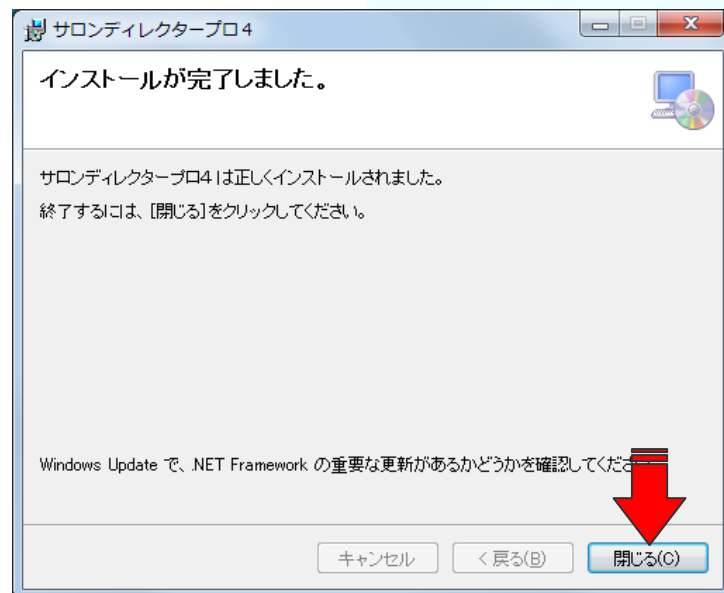 サロンディレクタープロ4
インストールが完了しました。
サロンディレクタープロ4 は正しくインストールされました。
終了するには、[閉じる]をクリックしてください。
Windows Update で、.NET Framework の重要な更新があるかどうかを確認してくだ
キャンセル
< 戻る(B)
閉じる(C)